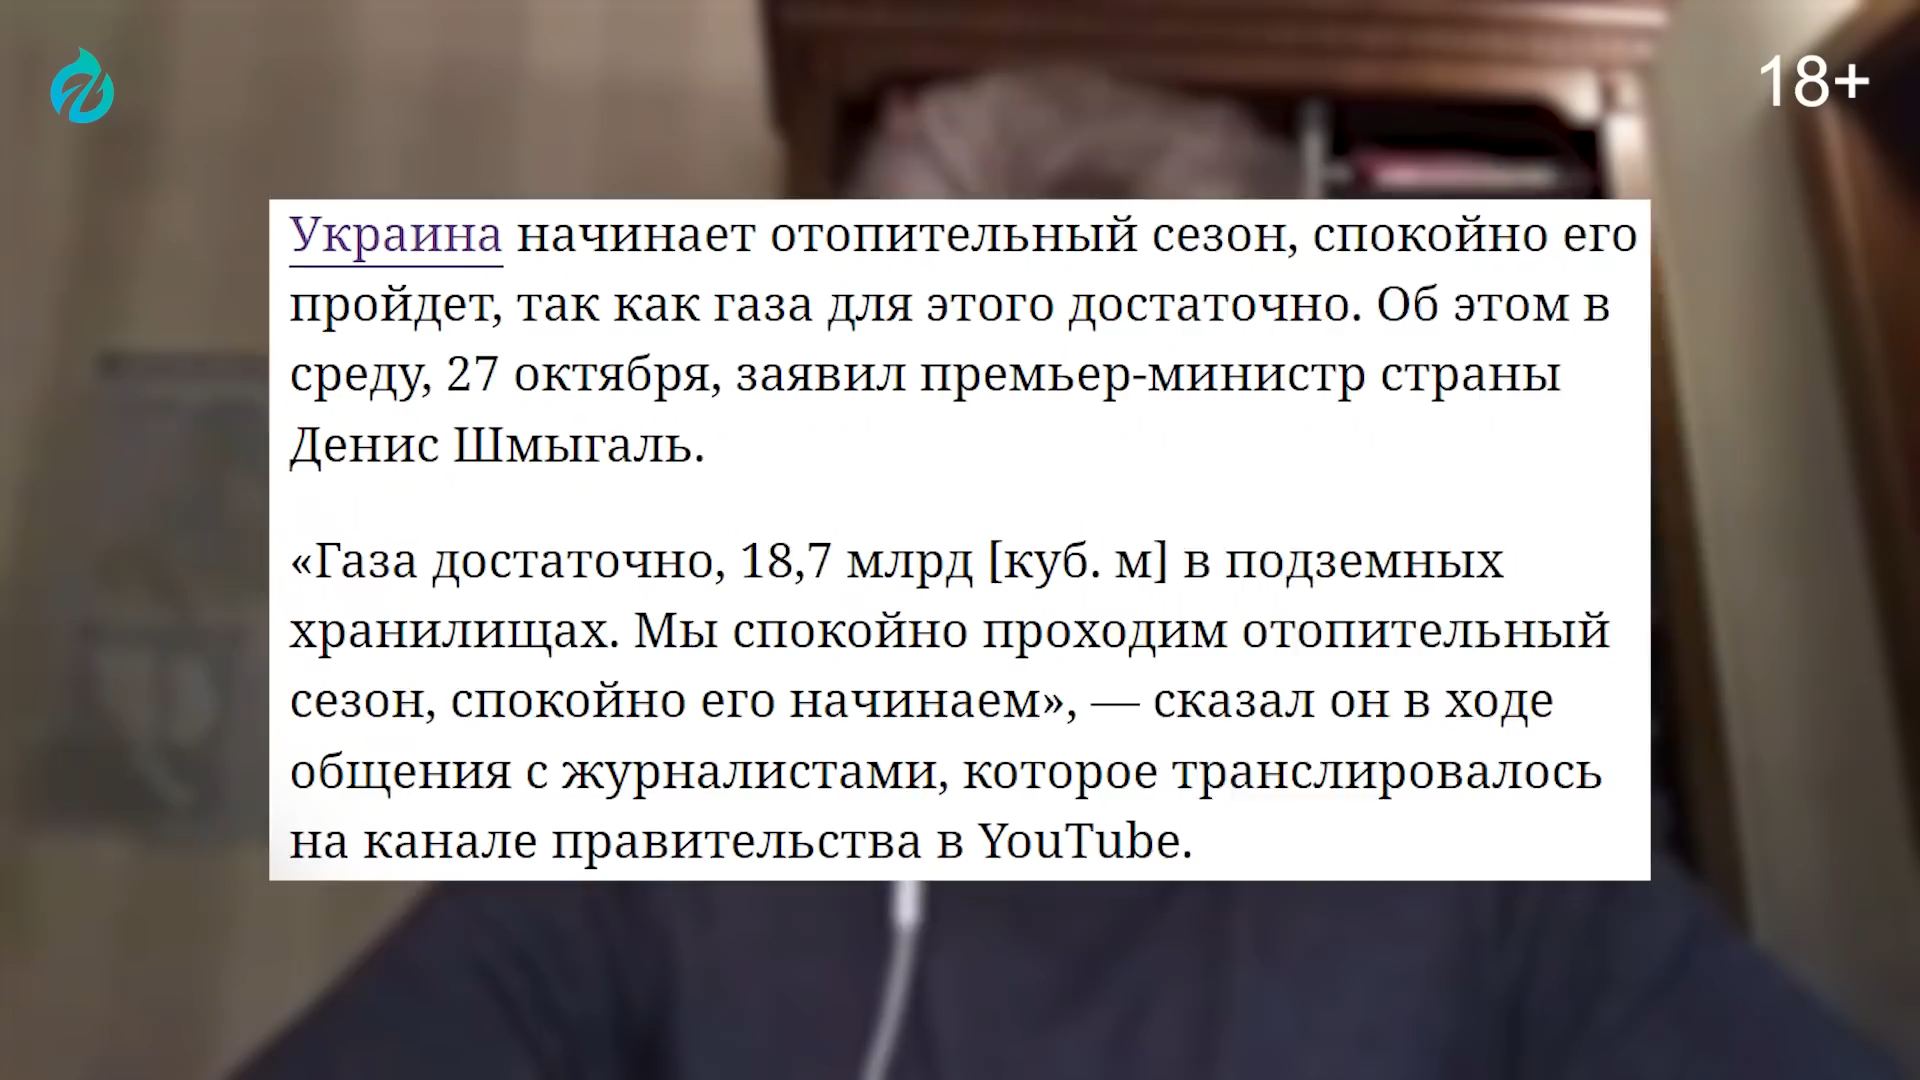 18+
Украина начинает отопительный сезон, спокойно его
пройдет, так как газа для этого достаточно. Об этом в
среду, 27 октября, заявил премьер-министр страны
Денис Шмыгаль.
«Газа достаточно, 18,7 млрд [куб. м] в подземных
хранилищах. Мы спокойно проходим отопительный
сезон, спокойно его начинаем», — сказал он в ходе
общения с журналистами, которое транслировалось
на канале правительства в YouTube.